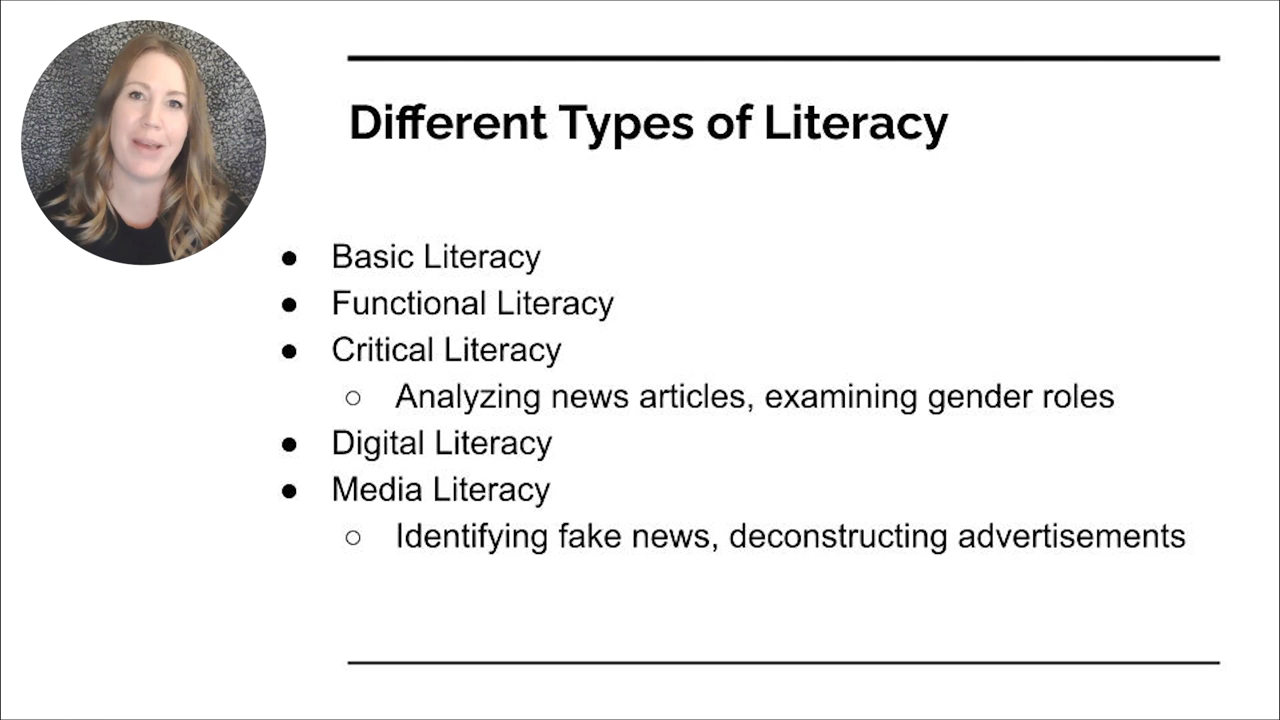 Different Types of Literacy
● Basic Literacy
● Functional Literacy
● Critical Literacy
○ Analyzing news articles, examining gender roles
● Digital Literacy
● Media Literacy
○ Identifying fake news, deconstructing advertisements